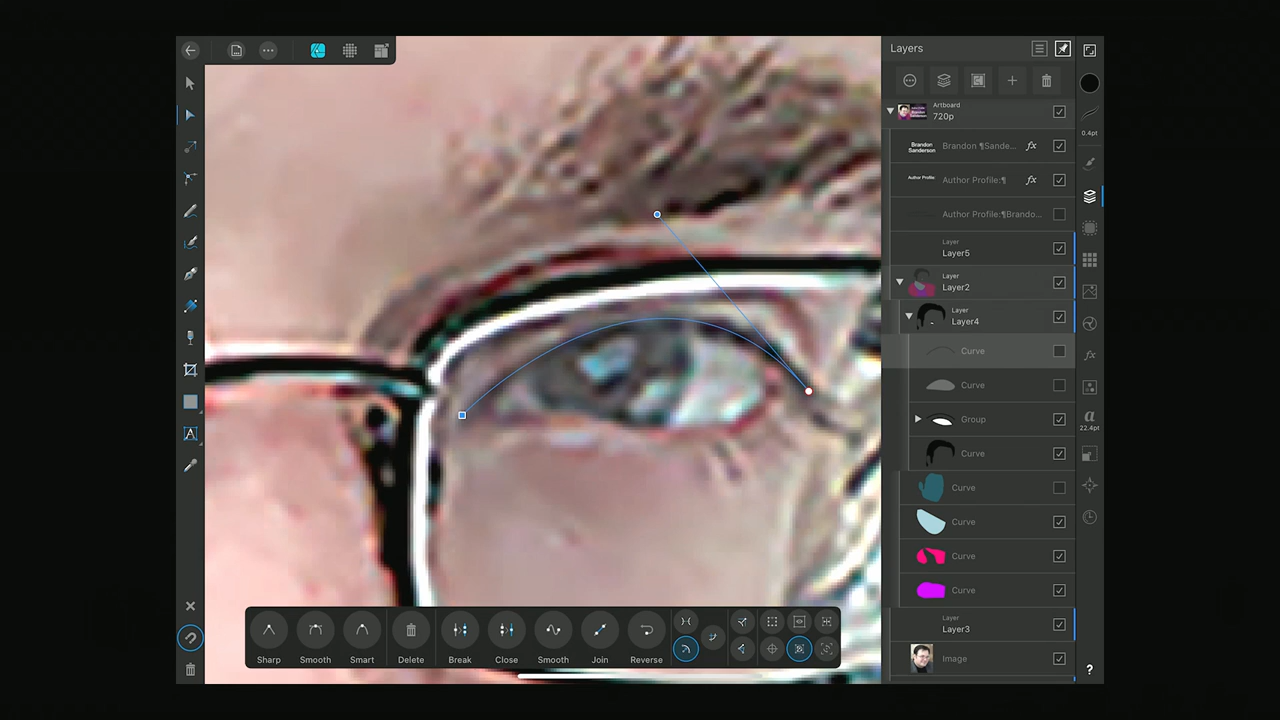 Layers
Artboard
720p
0.4pt
Brandon
Sanderson
Brandon ¶Sande...
fx
Author Profile:
Author Profile:¶
fx
Author Profile:¶Brando...
Layer
Layer5
Layer
Layer2
Layer
Layer4
Curve
fx
Curve
Group
a
22.4pt
Curve
Curve
Curve
Curve
Curve
Layer
Layer3
Image
A
Sharp
Smooth
Smart
Delete
Break
Close
Smooth
Join
Reverse
?